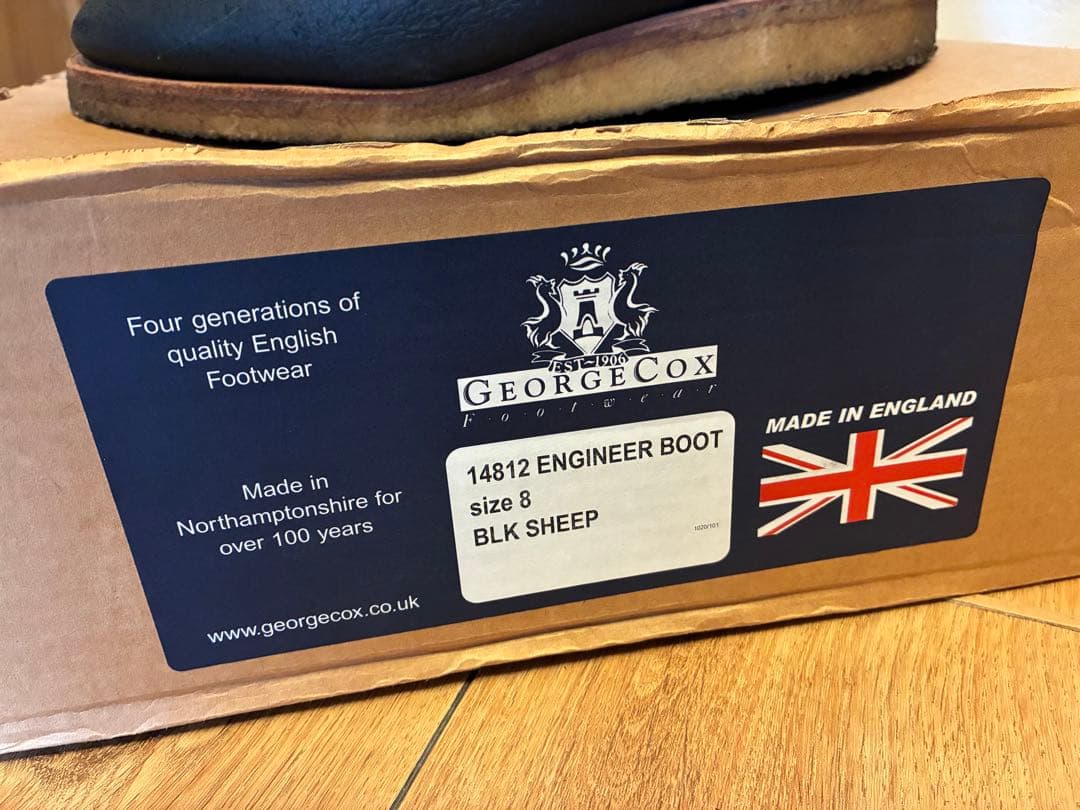 Four generations of
quality English
Footwear
Made in
Northamptonshire for
over 100 years
www.georgecox.co.uk
EST~1906
GEORGE COX
Footwear
14812 ENGINEER BOOT
size 8
BLK SHEEP
1020/101
MADE IN ENGLAND